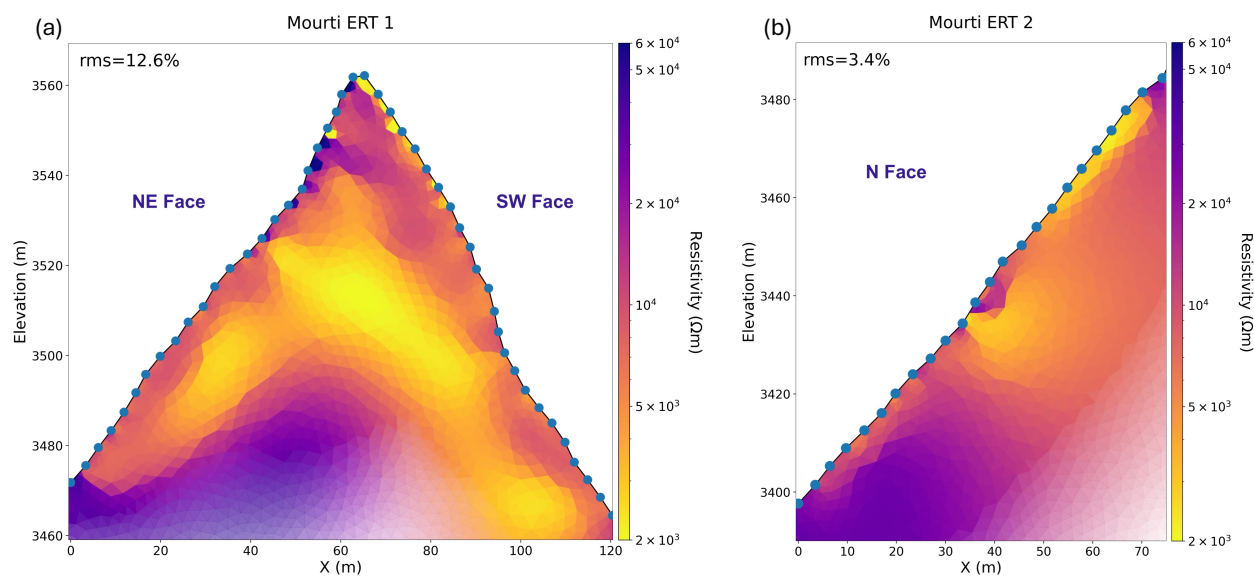 (a)
Mourti ERT 1
rms=12.6%
NE Face
SW Face
Elevation (m)
3560
3540
3520
3500
3480
3460
0 20 40 60 80 100 120
X (m)
6 × 10⁴
5 × 10⁴
2 × 10⁴
10⁴
5 × 10³
2 × 10³
Resistivity (Ωm)
(b)
Mourti ERT 2
rms=3.4%
N Face
Elevation (m)
3480
3460
3440
3420
3400
0 10 20 30 40 50 60 70
X (m)
6 × 10⁴
5 × 10⁴
2 × 10⁴
10⁴
5 × 10³
2 × 10³
Resistivity (Ωm)